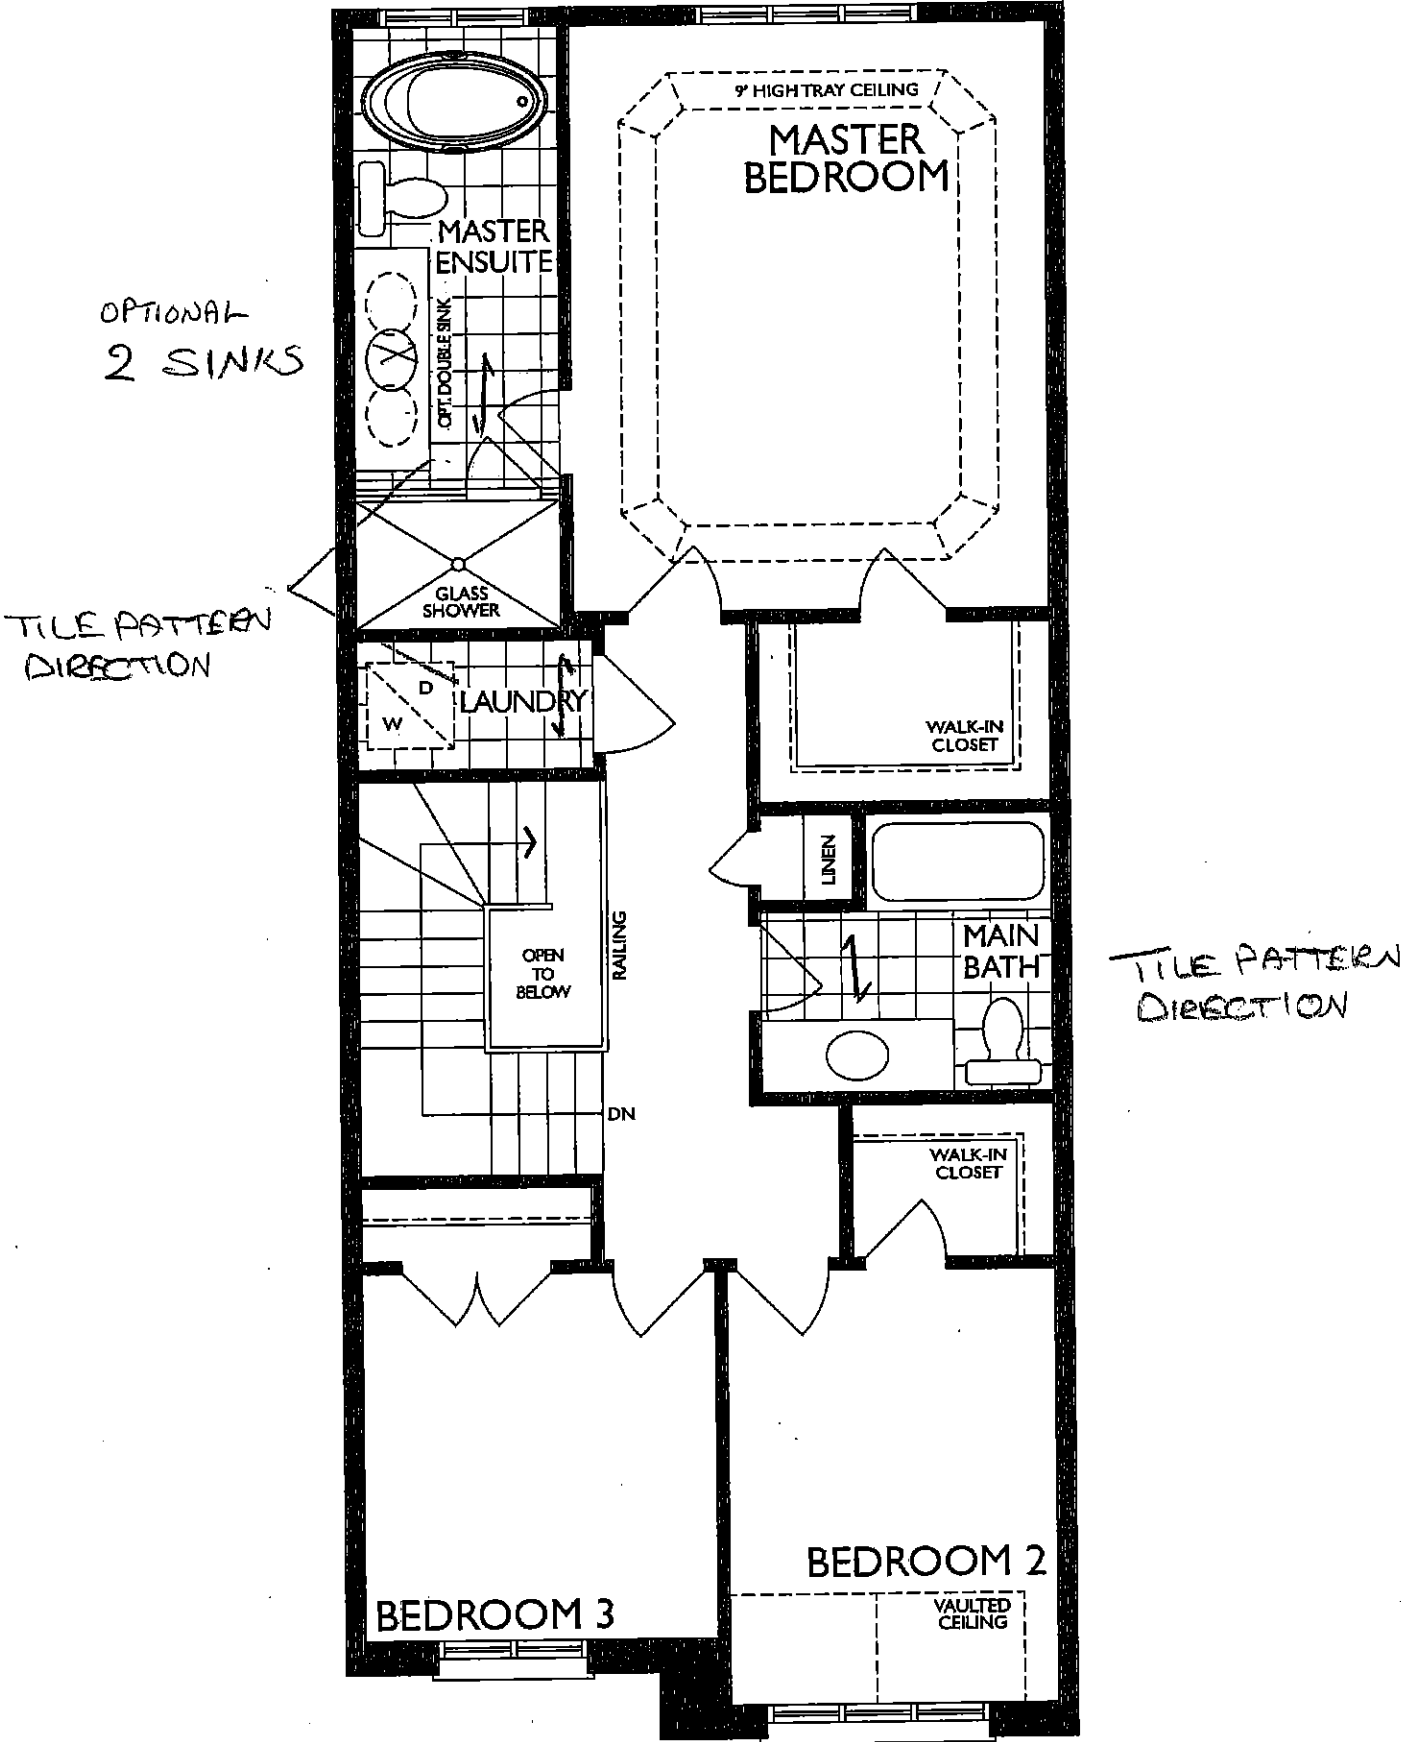 9' HIGH TRAY CEILING
MASTER
BEDROOM
MASTER
ENSUITE
OPTIONAL
2 SINKS
OPT. DOUBLE SINK
GLASS
SHOWER
TILE PATTERN
DIRECTION
D
W
LAUNDRY
WALK-IN
CLOSET
LINEN
RAILING
OPEN
TO
BELOW
MAIN
BATH
TILE PATTERN
DIRECTION
DN
WALK-IN
CLOSET
BEDROOM 2
VAULTED
CEILING
BEDROOM 3